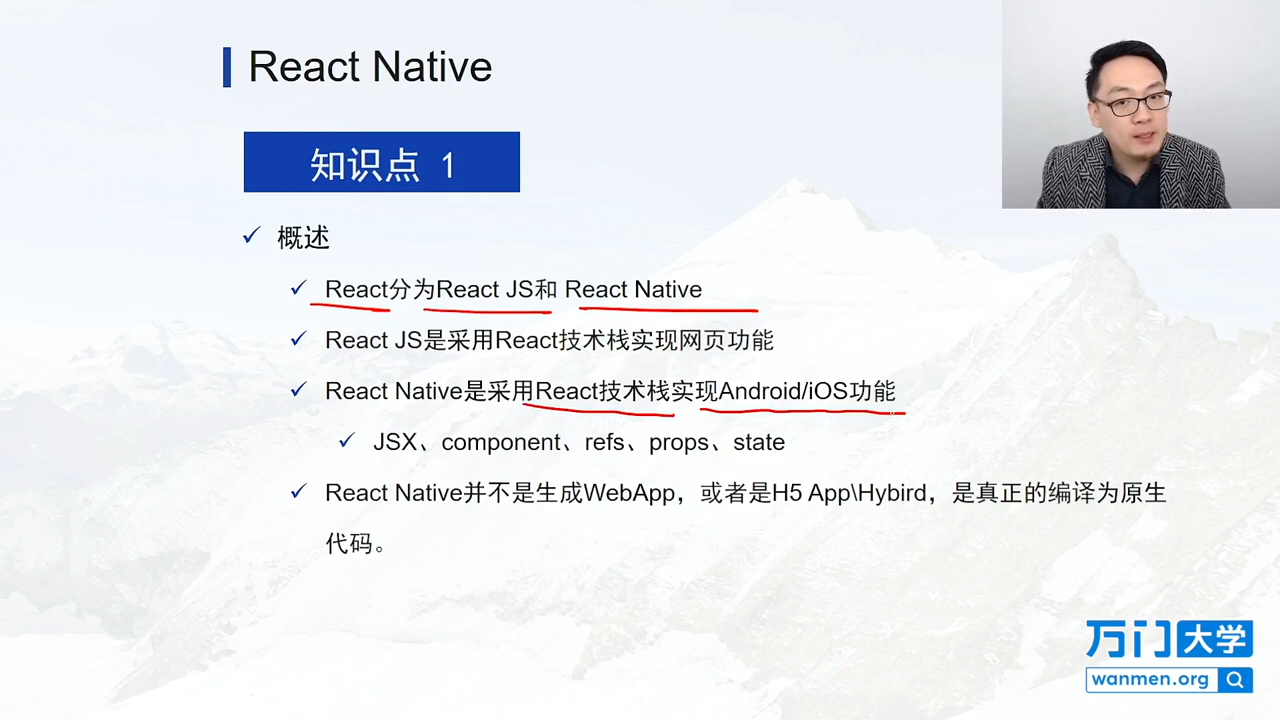 React Native
知识点 1
概述
React分为React JS和 React Native
React JS是采用React技术栈实现网页功能
React Native是采用React技术栈实现Android/iOS功能
JSX、component、refs、props、state
React Native并不是生成WebApp，或者是H5 App\Hybird，是真正的编译为原生
代码。
万门大学
wanmen.org